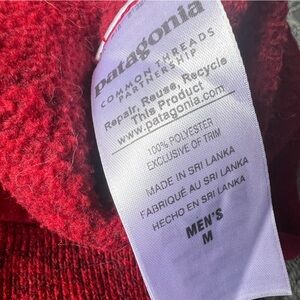 patagonia
COMMON THREADS
PARTNERSHIP
Repair, Reuse, Recycle
This Product
www.patagonia.com
100% POLYESTER
EXCLUSIVE OF TRIM
MADE IN SRI LANKA
FABRIQUÉ AU SRI LANKA
HECHO EN SRI LANKA
MEN'S
M